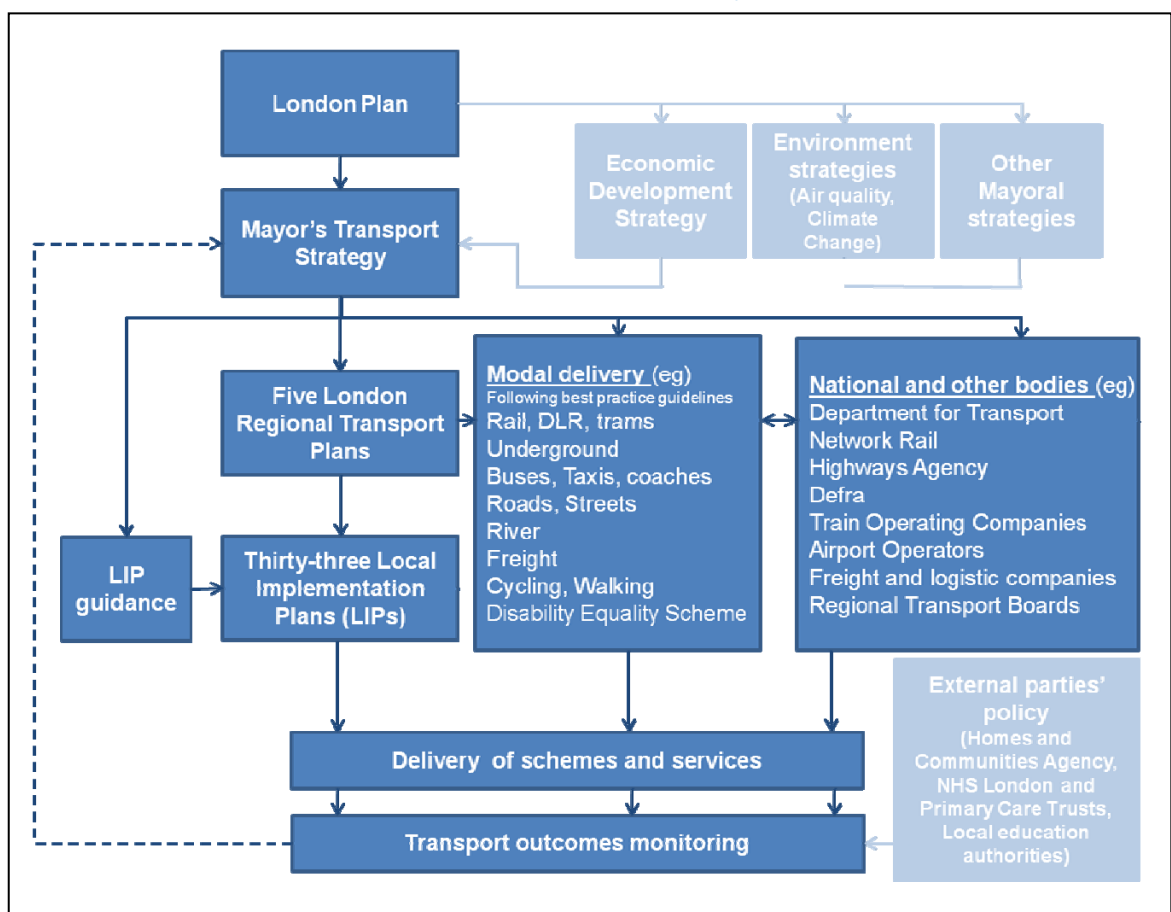 London Plan
Economic
Development
Strategy
Environment
strategies
(Air quality,
Climate
Change)
Other
Mayoral
strategies
Mayor's Transport
Strategy
Five London
Regional Transport
Plans
Modal delivery (eg)
Following best practice guidelines
Rail, DLR, trams
Underground
Buses, Taxis, coaches
Roads, Streets
River
Freight
Cycling, Walking
Disability Equality Scheme
National and other bodies (eg)
Department for Transport
Network Rail
Highways Agency
Defra
Train Operating Companies
Airport Operators
Freight and logistic companies
Regional Transport Boards
LIP
guidance
Thirty-three Local
Implementation
Plans (LIPs)
External parties'
policy
(Homes and
Communities Agency,
NHS London and
Primary Care Trusts,
Local education
authorities)
Delivery of schemes and services
Transport outcomes monitoring